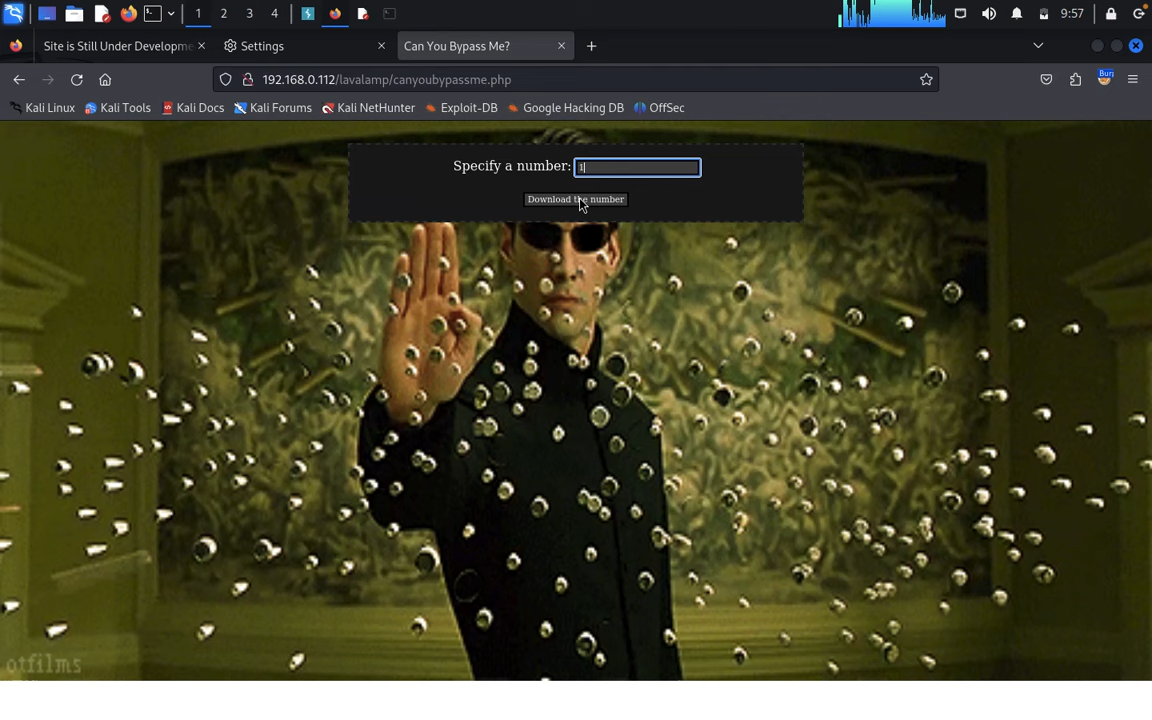 1 2 3 4 9:57
Site is Still Under Developme Settings Can You Bypass Me?
192.168.0.112/lavalamp/canyoubypassme.php Burp
Kali Linux Kali Tools Kali Docs Kali Forums Kali NetHunter Exploit-DB Google Hacking DB OffSec
Specify a number: 1
Download the number
otfilms